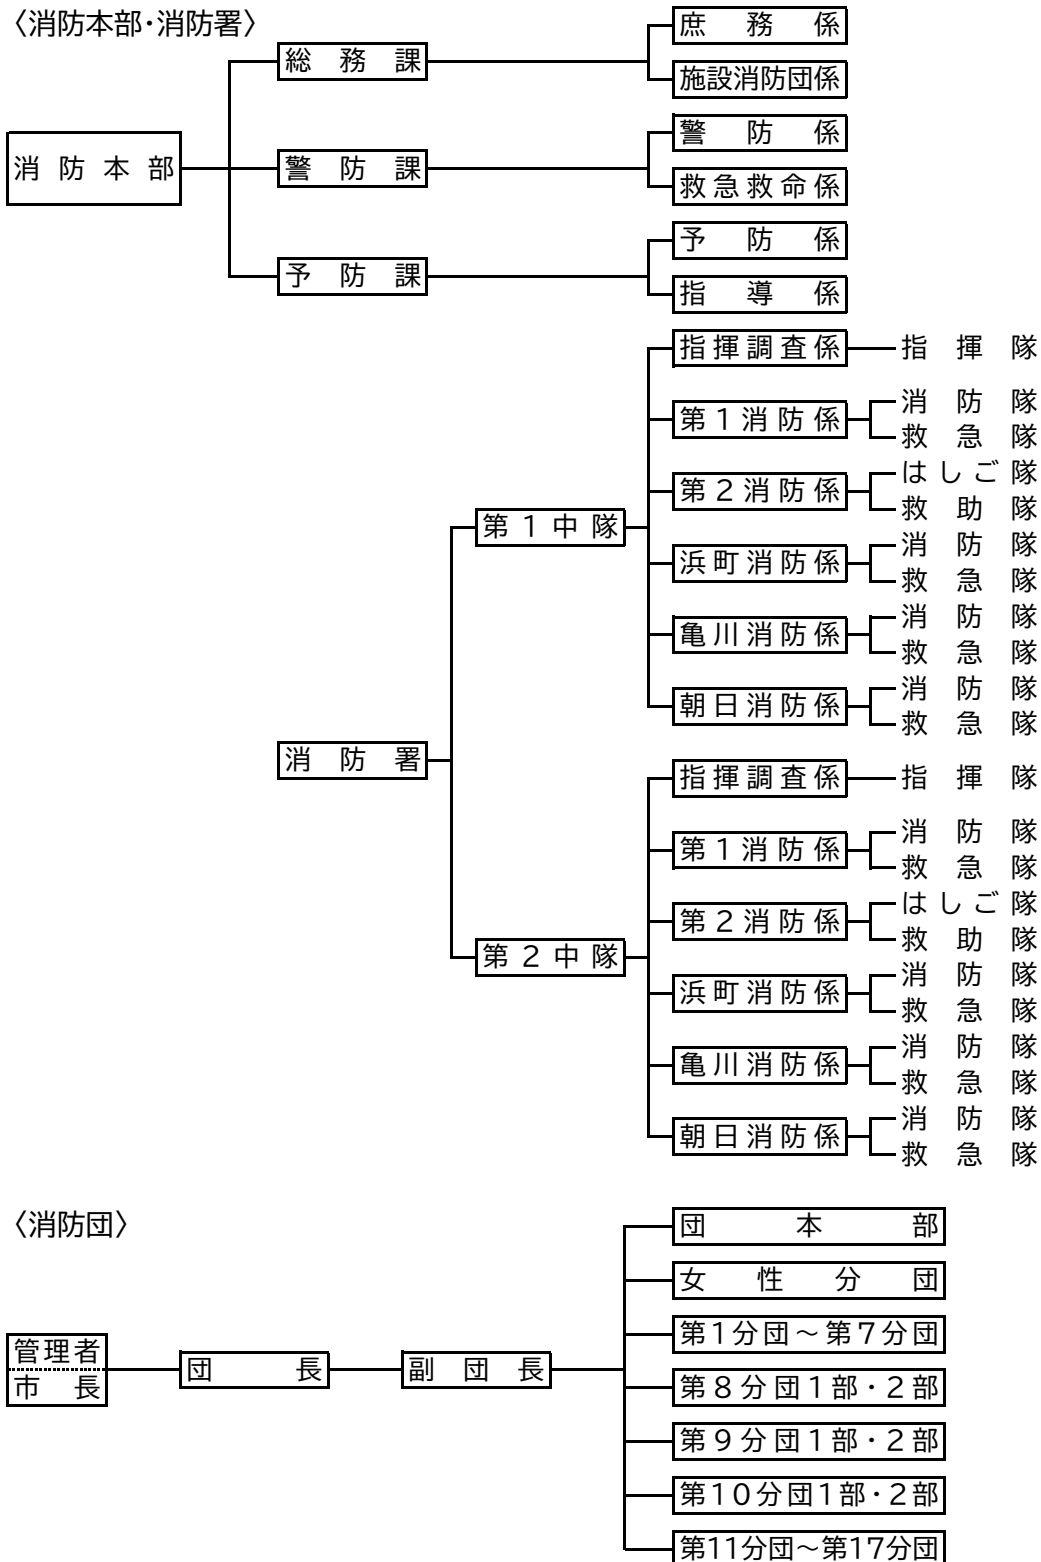 〈消防本部・消防署〉
庶務係
総務課
施設消防団係
警防係
消防本部
警防課
救急救命係
予防係
予防課
指導係
指揮調査係 指揮隊
消防隊
第1消防係
救急隊
はしご隊
第2消防係
救助隊
第1中隊
消防隊
浜町消防係
救急隊
消防隊
亀川消防係
救急隊
消防隊
朝日消防係
救急隊
消防署
指揮調査係 指揮隊
消防隊
第1消防係
救急隊
はしご隊
第2消防係
救助隊
第2中隊
消防隊
浜町消防係
救急隊
消防隊
亀川消防係
救急隊
消防隊
朝日消防係
救急隊
〈消防団〉
団本部
女性分団
第1分団～第7分団
管理者
市長
団長
副団長
第8分団1部・2部
第9分団1部・2部
第10分団1部・2部
第11分団～第17分団